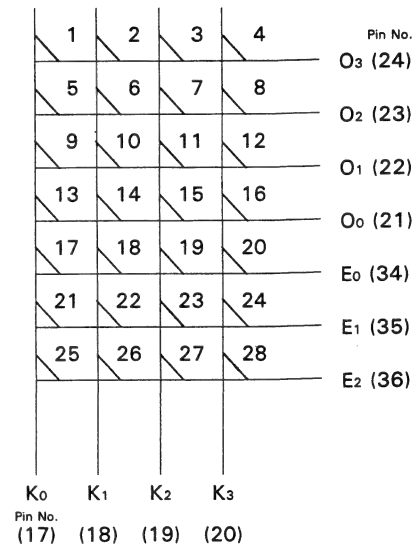 1 2 3 4 Pin No.
O3 (24)
5 6 7 8
O2 (23)
9 10 11 12
O1 (22)
13 14 15 16
O0 (21)
17 18 19 20
E0 (34)
21 22 23 24
E1 (35)
25 26 27 28
E2 (36)
K0 K1 K2 K3
Pin No.
(17) (18) (19) (20)